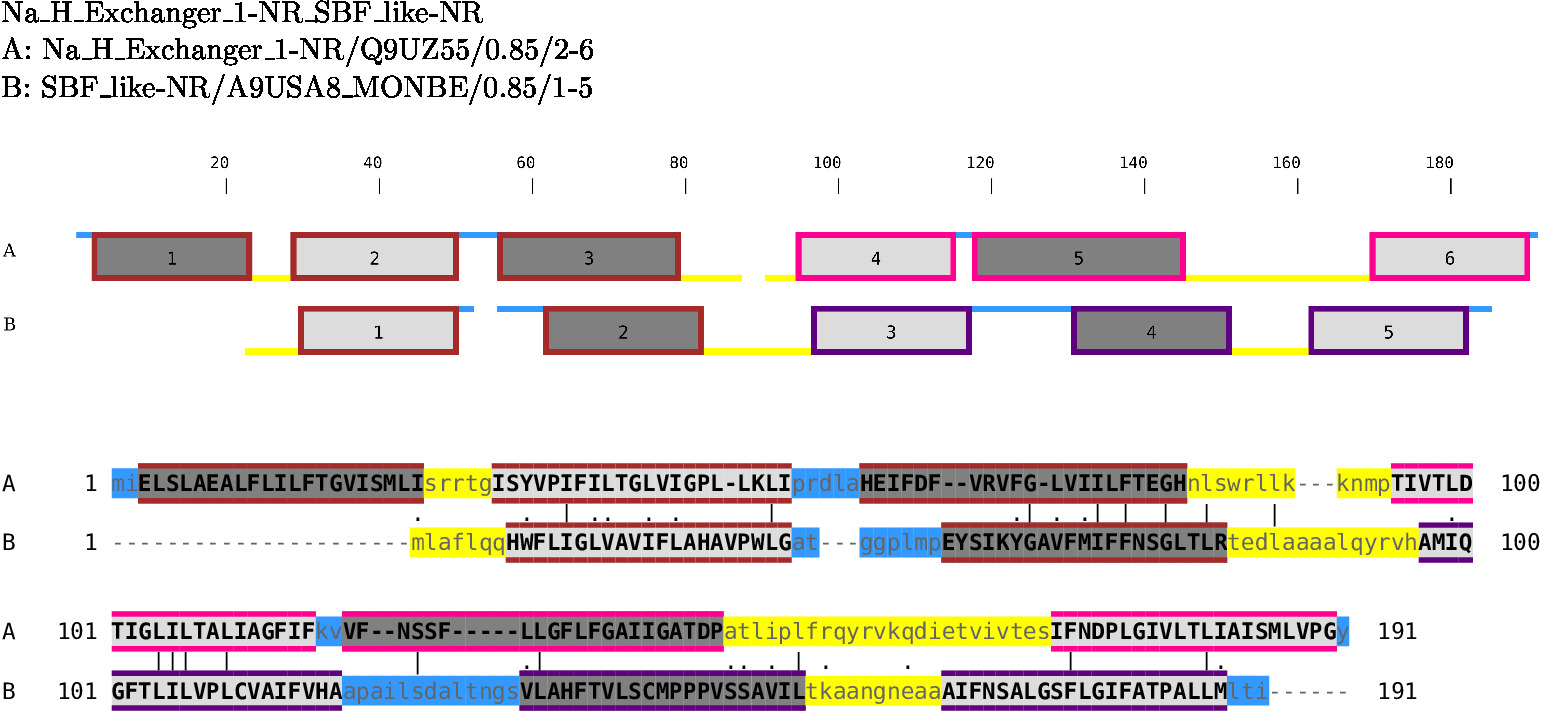 Na_H_Exchanger_1-NR_SBF_like-NR
A: Na_H_Exchanger_1-NR/Q9UZ55/0.85/2-6
B: SBF_like-NR/A9USA8_MONBE/0.85/1-5
20 40 60 80 100 120 140 160 180
A 1 2 3 4 5 6
B 1 2 3 4 5
A 1 miELSLAEALFLILFTGVISMLIsrrtgISYVPIFILTGLVIGPL-LKLIprdlaHEIFDF--VRVFG-LVIILFTEGHnlswrllk---knmpTIVTLD 100
B 1 ----------------------mlaflqqHWFLIGLVAVIFLAHAVPWLGat---ggplmpEYSIKYGAVFMIFFNSGLTLRtedlaaaalqyrvhAMIQ 100
A 101 TIGLILTALIAGFIFkvVF--NSSF-----LLGFLFGAIIGATDPatliplfrqyrvkqdietvivtesIFNDPLGIVLTLIAISMLVPGy 191
B 101 GFTLILVPLCVAIFVHAapailsdaltngsVLAHFTVLSCMPPPVSSAVILtkaangneaaAIFNSALGSFLGIFATPALLMlti------ 191